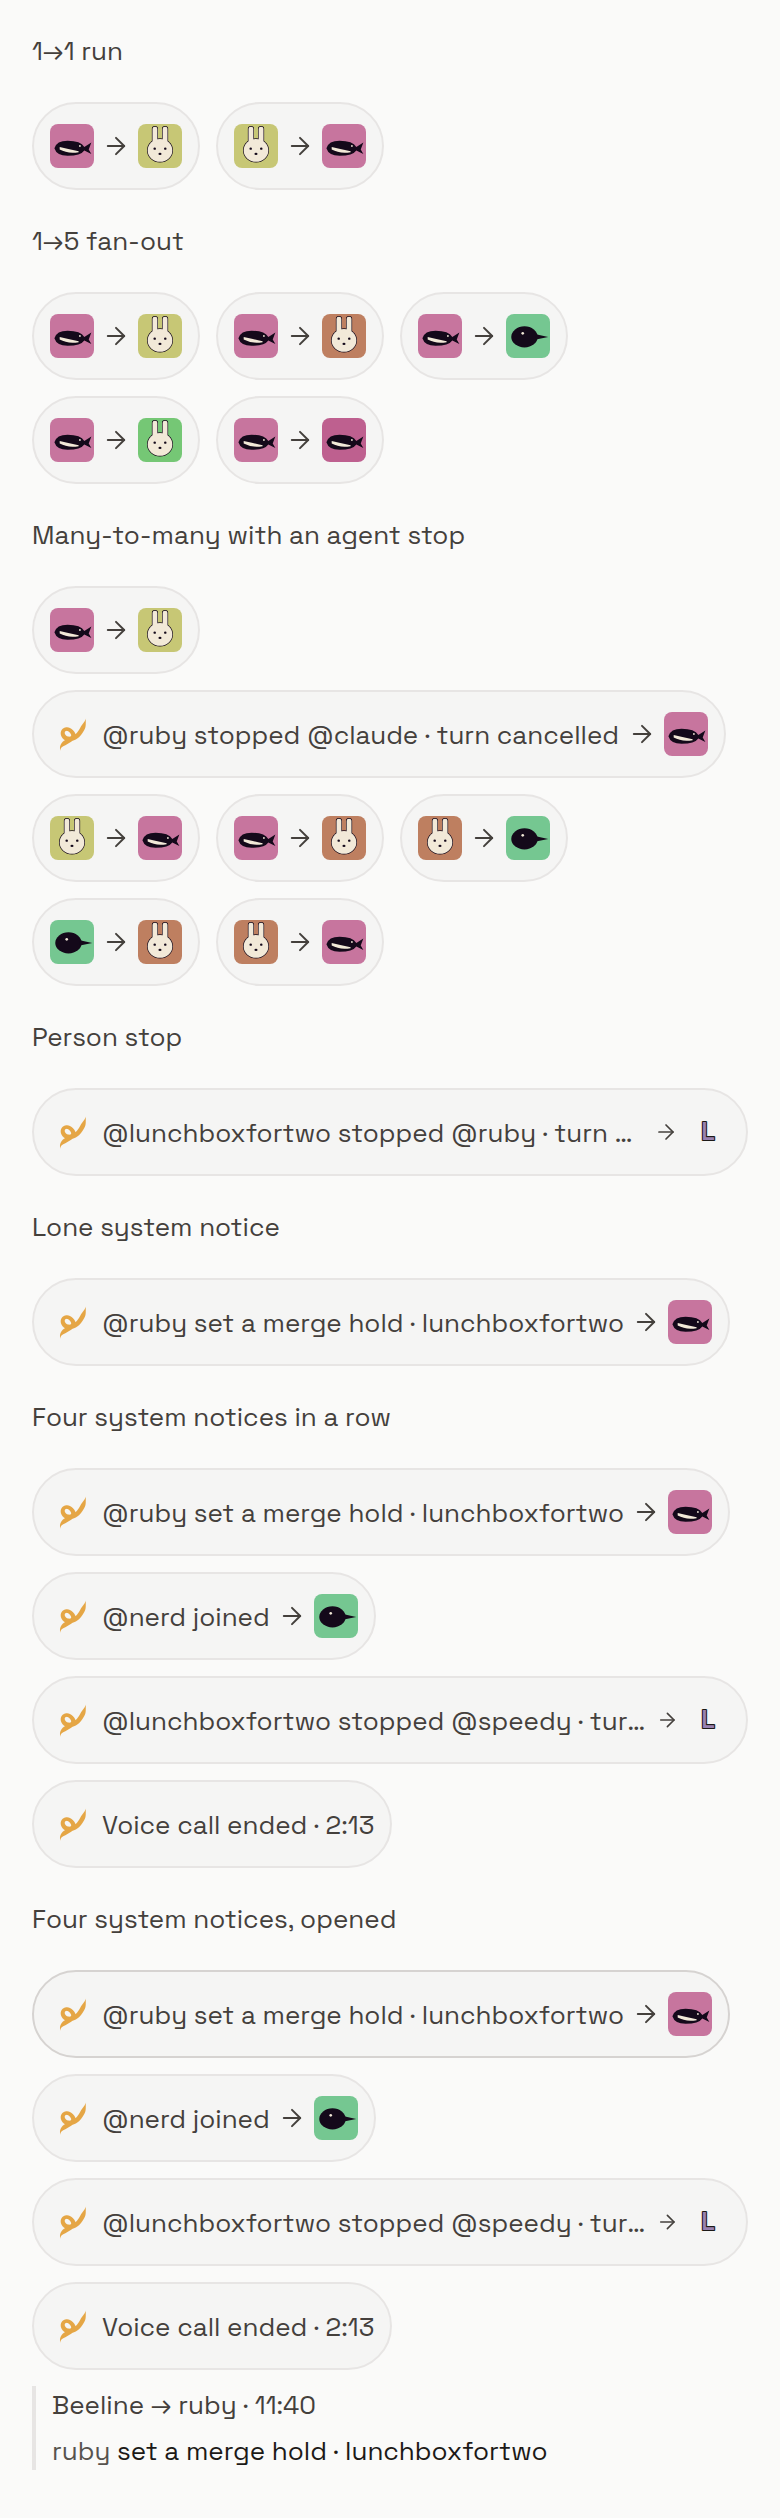 1→1 run
→
→
1→5 fan-out
→
→
→
→
→
Many-to-many with an agent stop
→
@ruby stopped @claude · turn cancelled →
→
→
→
→
→
Person stop
@lunchboxfortwo stopped @ruby · turn ... → L
Lone system notice
@ruby set a merge hold · lunchboxfortwo →
Four system notices in a row
@ruby set a merge hold · lunchboxfortwo →
@nerd joined →
@lunchboxfortwo stopped @speedy · tur... → L
Voice call ended · 2:13
Four system notices, opened
@ruby set a merge hold · lunchboxfortwo →
@nerd joined →
@lunchboxfortwo stopped @speedy · tur... → L
Voice call ended · 2:13
Beeline → ruby · 11:40
ruby set a merge hold · lunchboxfortwo